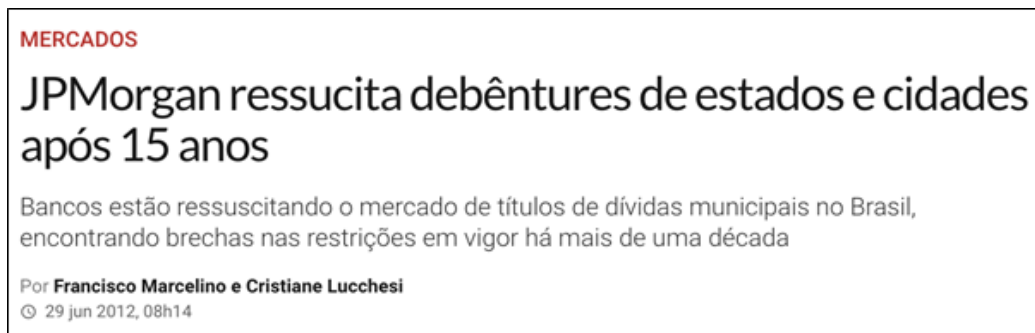 MERCADOS
JPMorgan ressucita debêntures de estados e cidades
após 15 anos
Bancos estão ressuscitando o mercado de títulos de dívidas municipais no Brasil,
encontrando brechas nas restrições em vigor há mais de uma década
Por Francisco Marcelino e Cristiane Lucchesi
29 jun 2012, 08h14